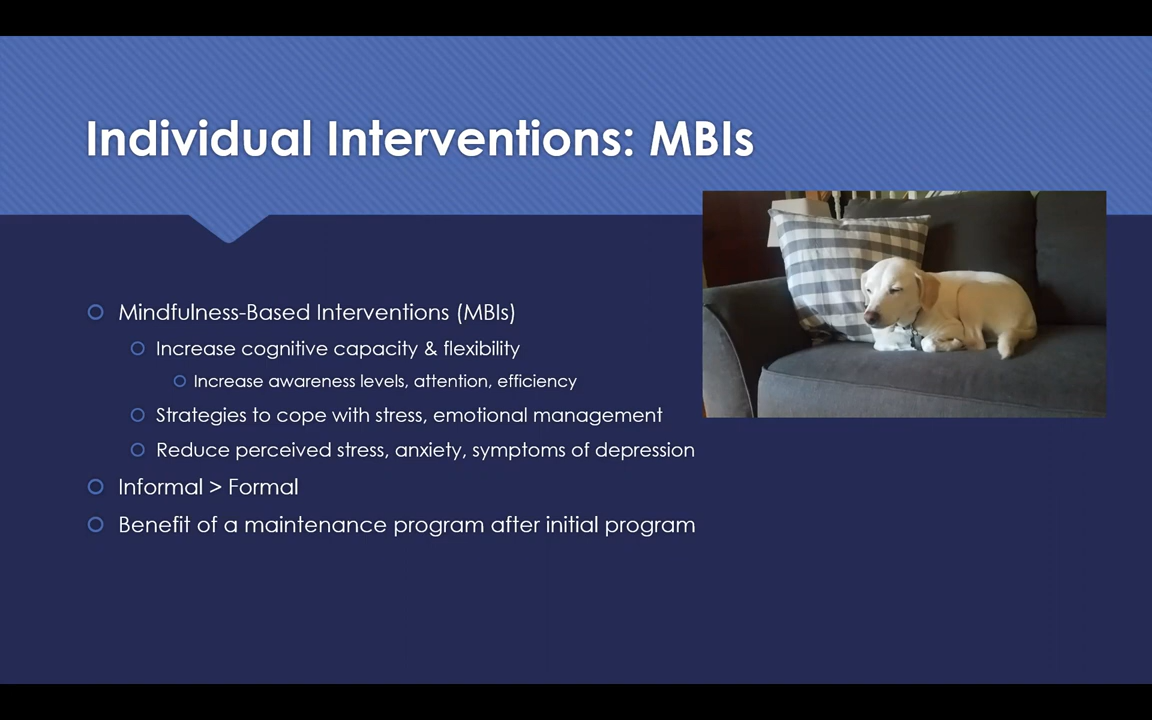 Individual Interventions: MBIs
Mindfulness-Based Interventions (MBIs)
Increase cognitive capacity & flexibility
Increase awareness levels, attention, efficiency
Strategies to cope with stress, emotional management
Reduce perceived stress, anxiety, symptoms of depression
Informal > Formal
Benefit of a maintenance program after initial program